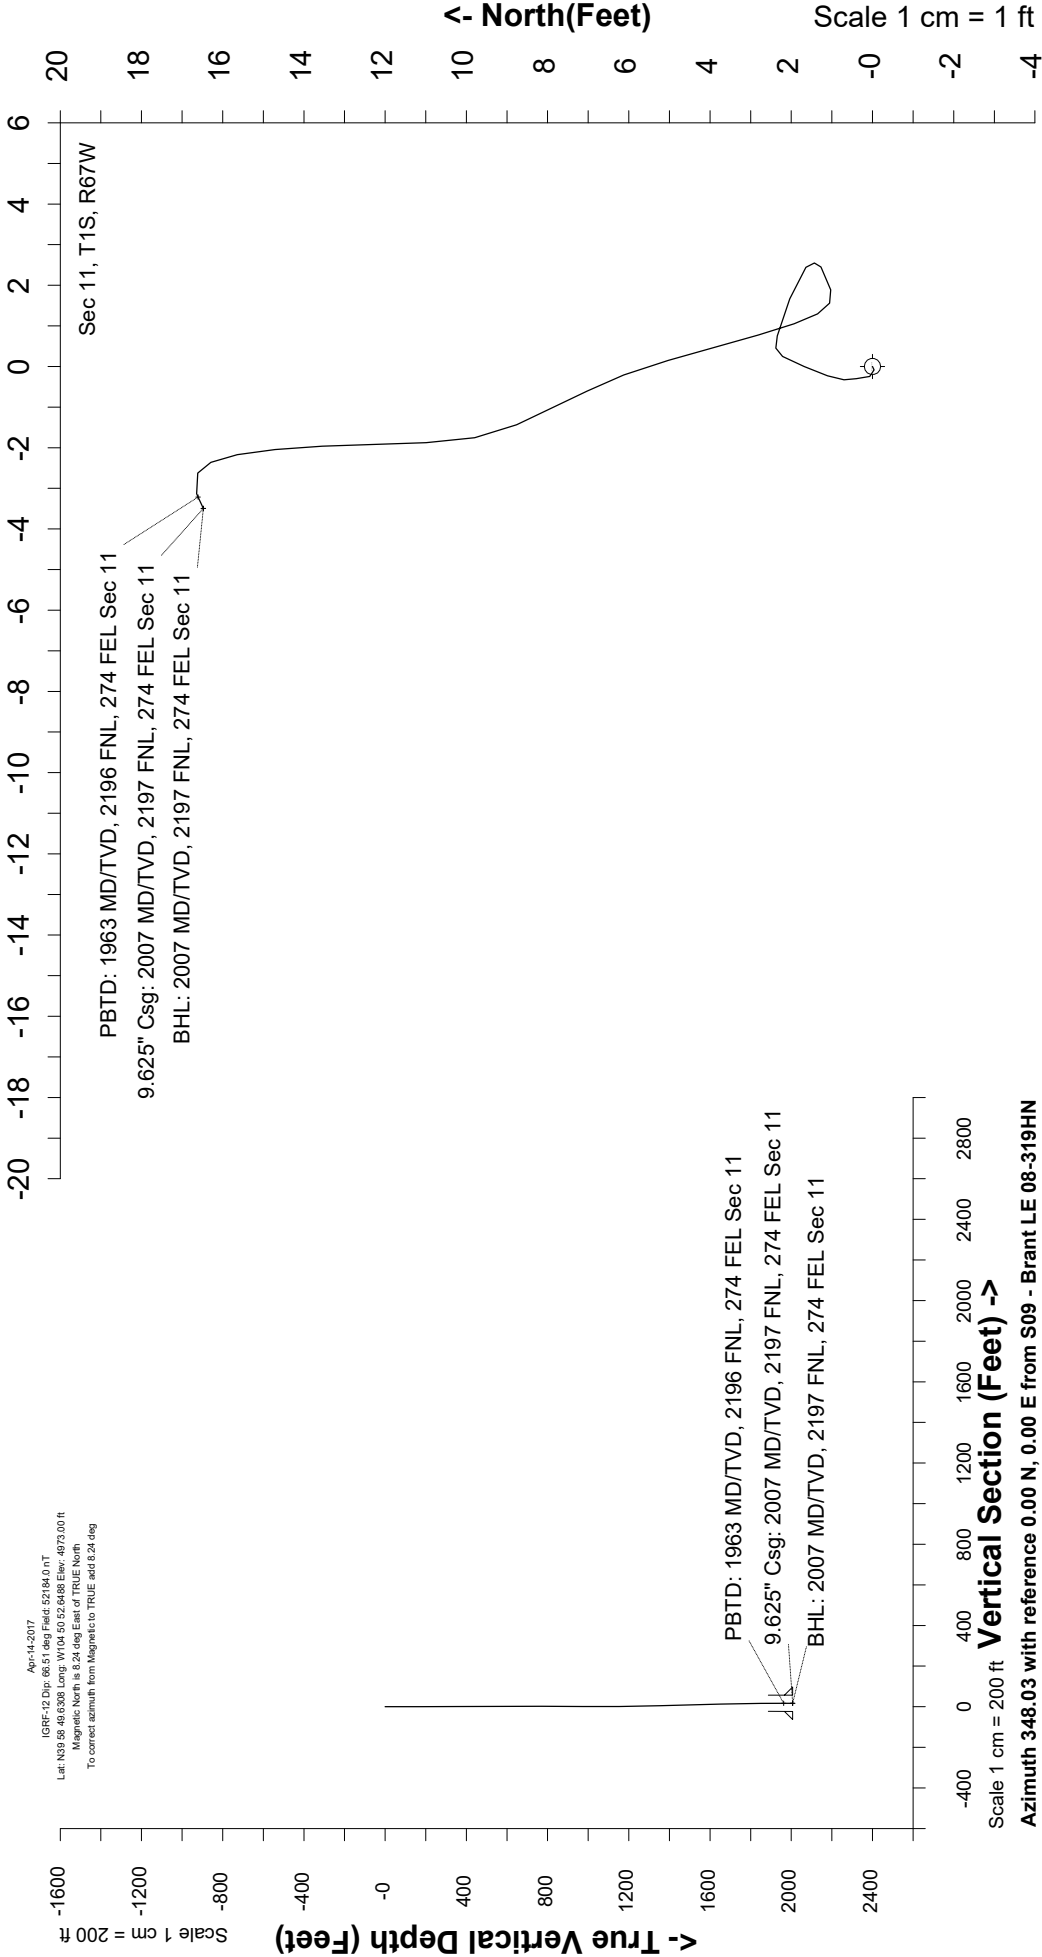 Scale 1 cm = 1 ft
<- North(Feet)
20
18
16
14
12
10
8
6
4
2
-0
-2
-4
-20
-18
-16
-14
-12
-10
-8
-6
-4
-2
0
2
4
6
Sec 11, T1S, R67W
PBTD: 1963 MD/TVD, 2196 FNL, 274 FEL Sec 11
9.625" Csg: 2007 MD/TVD, 2197 FNL, 274 FEL Sec 11
BHL: 2007 MD/TVD, 2197 FNL, 274 FEL Sec 11
Apr-14-2017
IGRF-12 Dip: 66.51 deg Field: 52184.0 nT
Lat: N39 58 49.6308 Long: W104 50 52.6488 Elev: 4973.00 ft
Magnetic North is 8.24 deg East of TRUE North
To correct azimuth from Magnetic to TRUE add 8.24 deg
Scale 1 cm = 200 ft
<- True Vertical Depth (Feet)
-1600
-1200
-800
-400
-0
400
800
1200
1600
2000
2400
PBTD: 1963 MD/TVD, 2196 FNL, 274 FEL Sec 11
9.625" Csg: 2007 MD/TVD, 2197 FNL, 274 FEL Sec 11
BHL: 2007 MD/TVD, 2197 FNL, 274 FEL Sec 11
-400
0
400
800
1200
1600
2000
2400
2800
Scale 1 cm = 200 ft Vertical Section (Feet) ->
Azimuth 348.03 with reference 0.00 N, 0.00 E from S09 - Brant LE 08-319HN